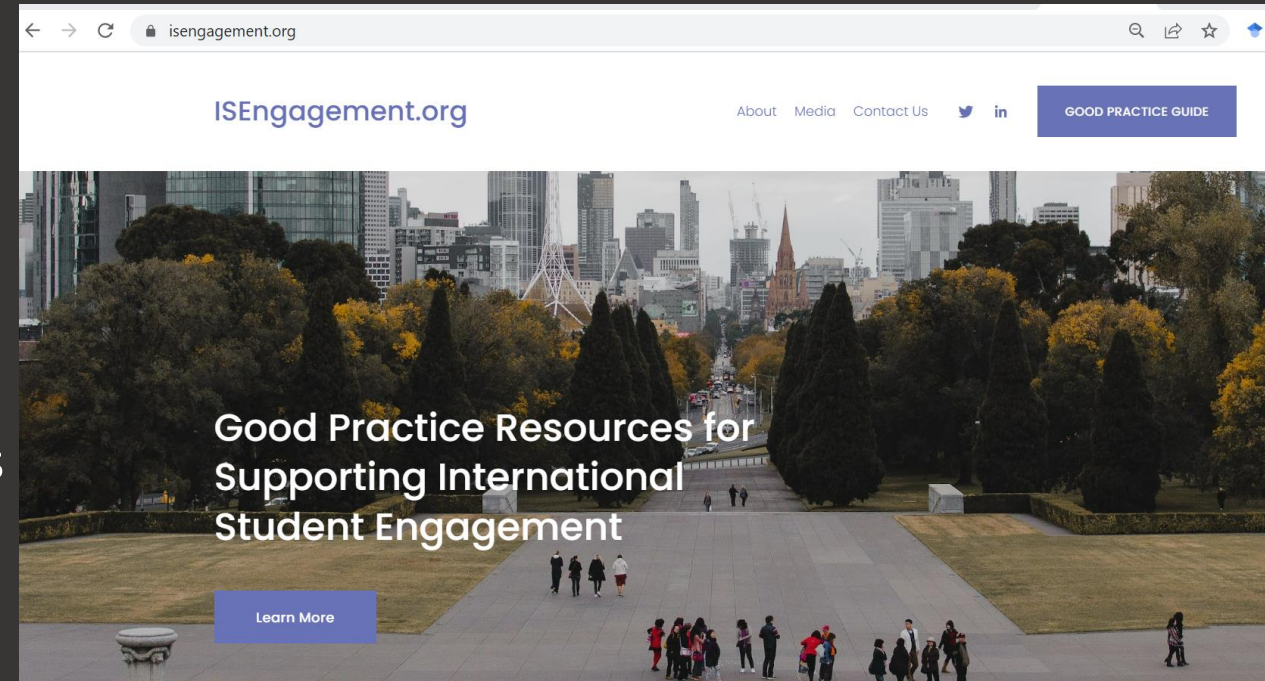 isengagement.org
ISEngagement.org
About Media Contact Us in GOOD PRACTICE GUIDE
Good Practice Resources for
Supporting International
Student Engagement
Learn More